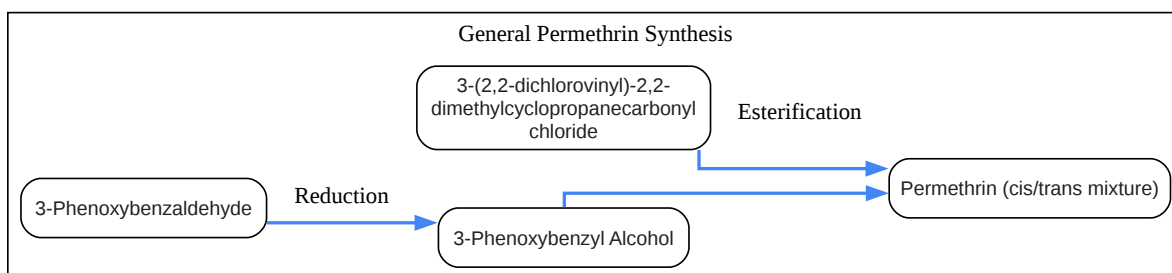 General Permethrin Synthesis
3-(2,2-dichlorovinyl)-2,2-
dimethylcyclopropanecarbonyl
chloride
Esterification
3-Phenoxybenzaldehyde
Reduction
3-Phenoxybenzyl Alcohol
Permethrin (cis/trans mixture)